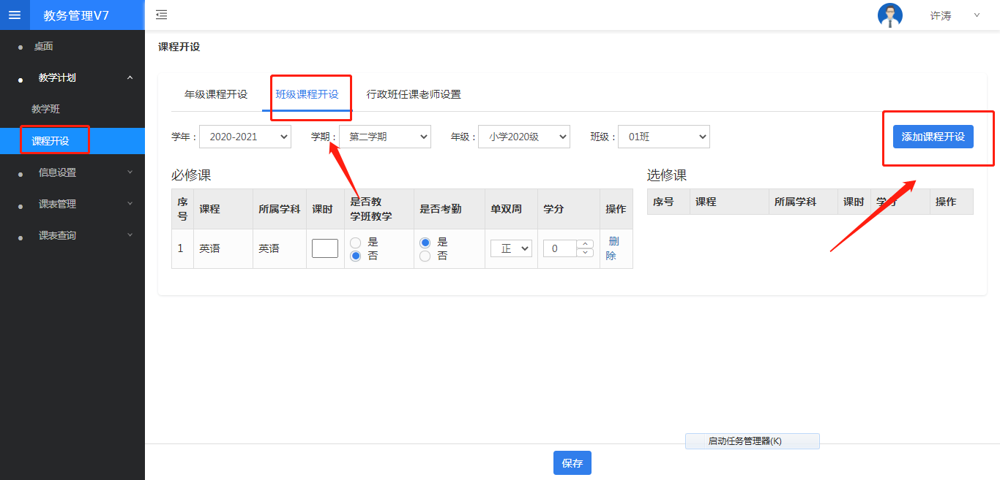 教务管理V7
许涛
桌面
教学计划
教学班
课程开设
信息设置
课表管理
课表查询
课程开设
年级课程开设 班级课程开设 行政班任课老师设置
学年： 2020-2021 学期： 第二学期 年级： 小学2020级 班级： 01班 添加课程开设
必修课
序号 课程 所属学科 课时 是否教学班教学 是否考勤 单双周 学分 操作
1 英语 英语 是 否 是 否 正 0 删除
选修课
序号 课程 所属学科 课时 学分 操作
启动任务管理器(K)
保存